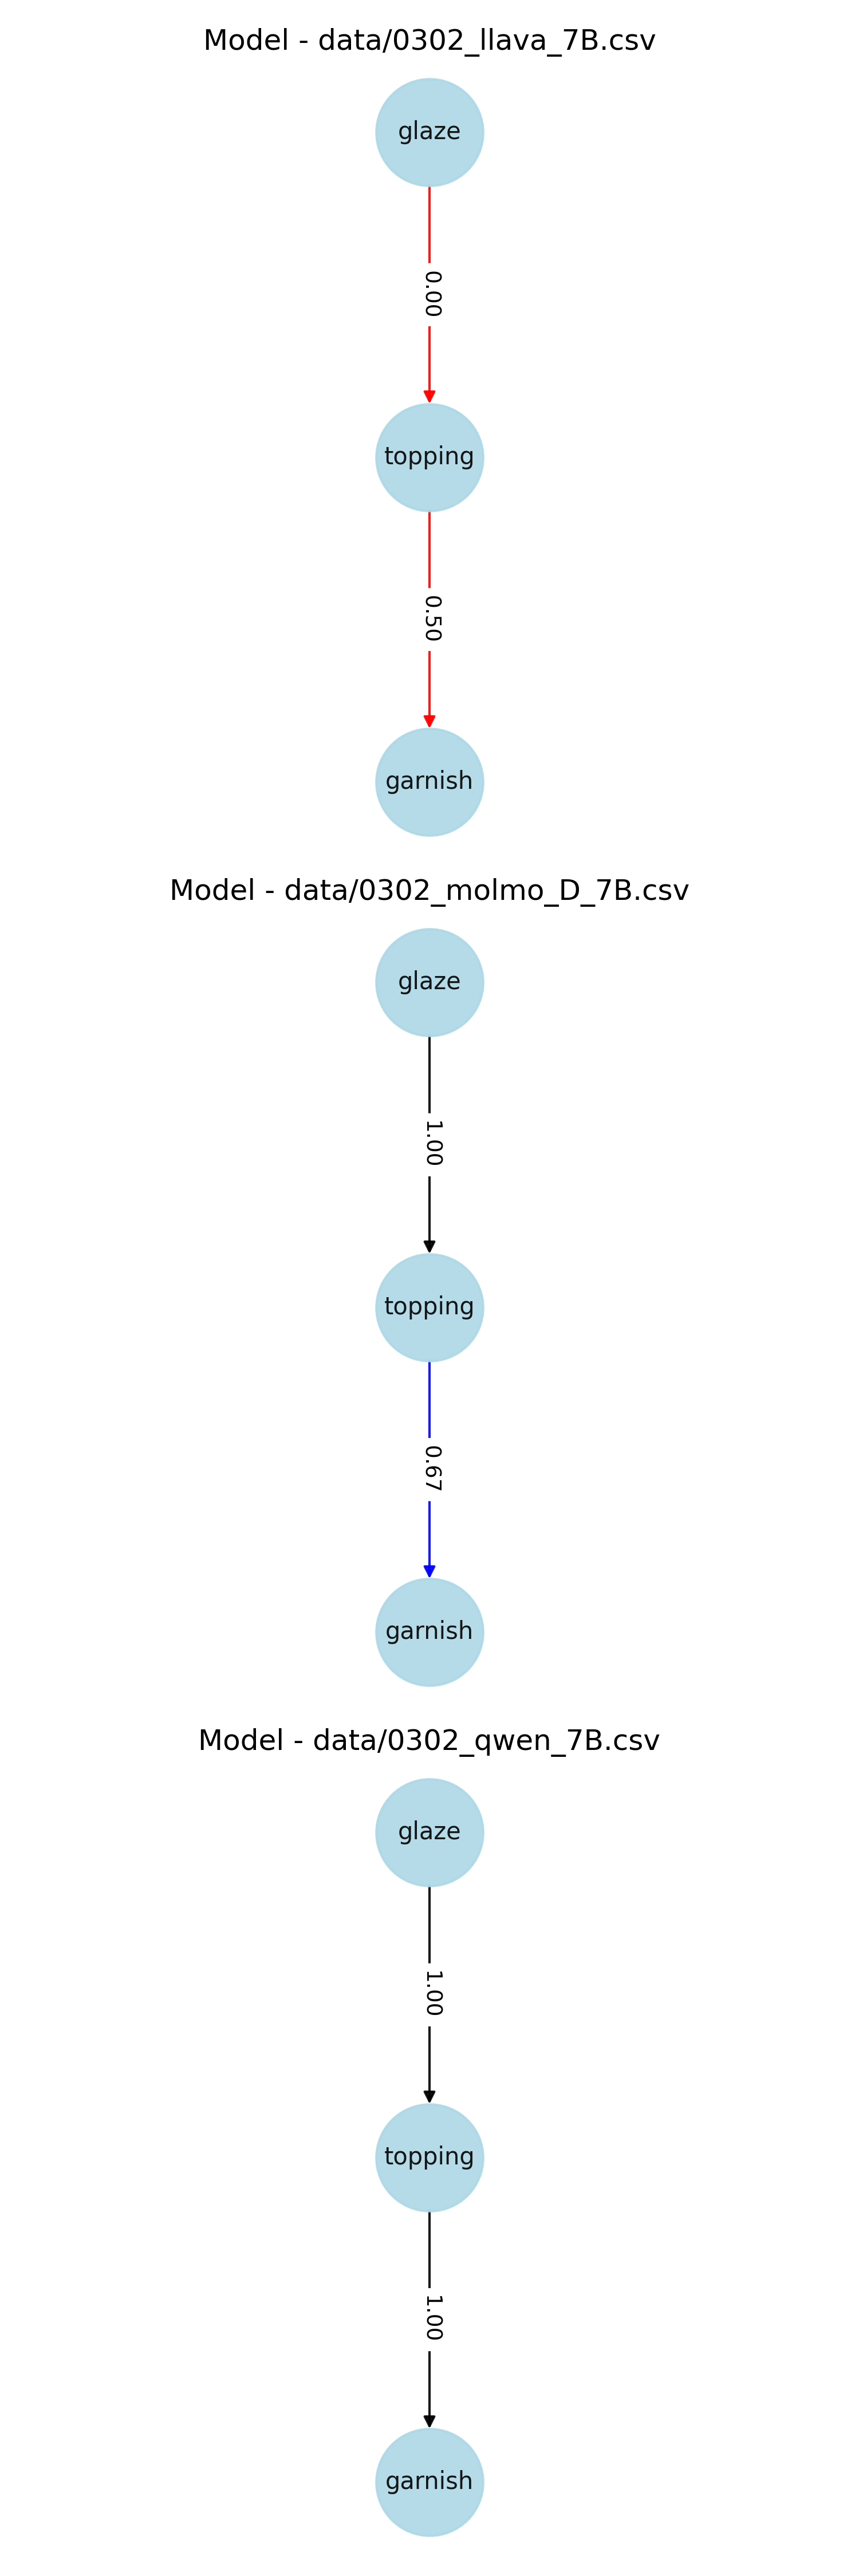 Model - data/0302_llava_7B.csv
glaze
0.00
topping
0.50
garnish
Model - data/0302_molmo_D_7B.csv
glaze
1.00
topping
0.67
garnish
Model - data/0302_qwen_7B.csv
glaze
1.00
topping
1.00
garnish